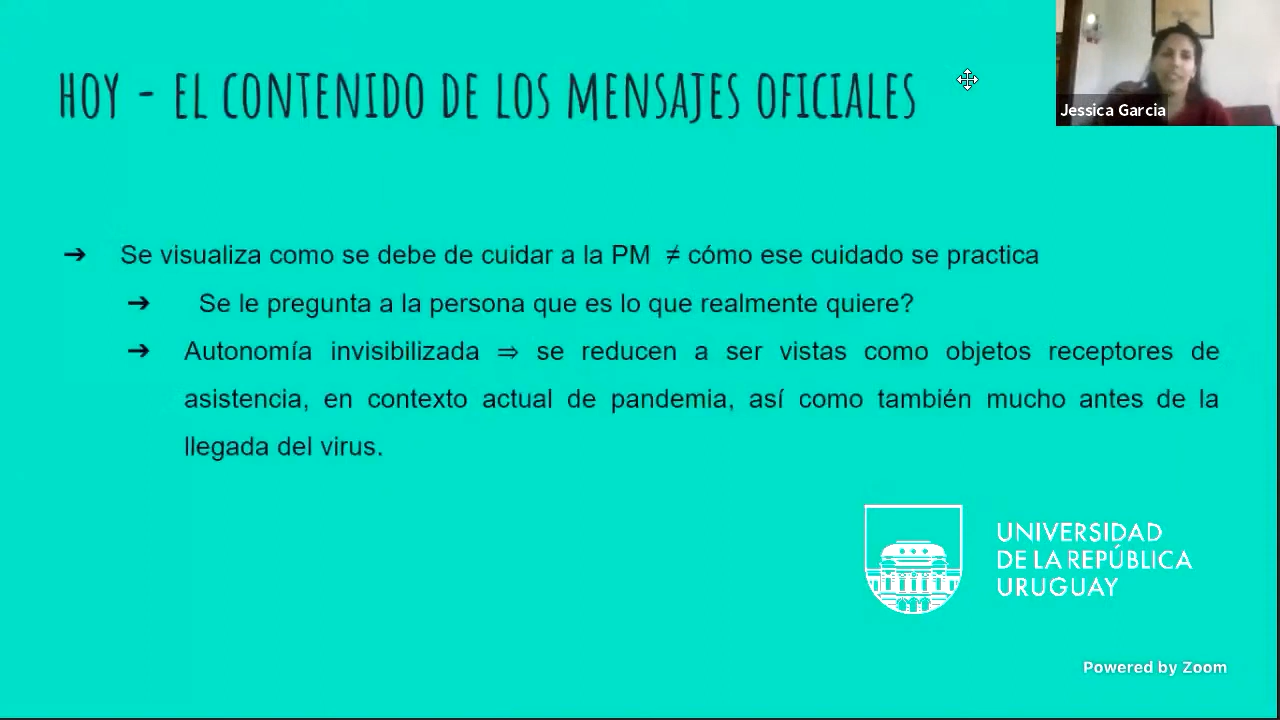 HOY - EL CONTENIDO DE LOS MENSAJES OFICIALES
Jessica Garcia
➔ Se visualiza como se debe de cuidar a la PM ≠ cómo ese cuidado se practica
➔ Se le pregunta a la persona que es lo que realmente quiere?
➔ Autonomía invisibilizada ⇒ se reducen a ser vistas como objetos receptores de
asistencia, en contexto actual de pandemia, así como también mucho antes de la
llegada del virus.
UNIVERSIDAD
DE LA REPÚBLICA
URUGUAY
Powered by Zoom